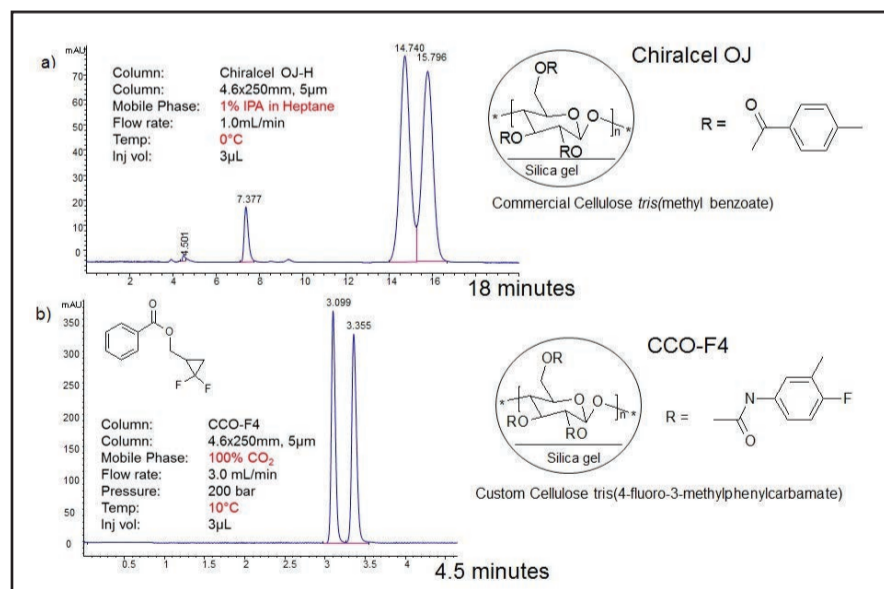 a)
mAU
70
60
50
40
30
20
10
0
2
4
6
8
10
12
14
16
4.501
7.377
14.740
15.796
Column: Chiralcel OJ-H
Column: 4.6x250mm, 5µm
Mobile Phase: 1% IPA in Heptane
Flow rate: 1.0mL/min
Temp: 0°C
Inj vol: 3µL
18 minutes
Chiralcel OJ
OR
O
O
* O *
n
RO
OR
RO
Silica gel
R =
O
Commercial Cellulose tris(methyl benzoate)
b)
mAU
350
300
250
200
150
100
50
0
0.5
1
1.5
2
2.5
3
3.5
4
3.099
3.355
O
O
F
F
Column: CCO-F4
Column: 4.6x250mm, 5µm
Mobile Phase: 100% CO₂
Flow rate: 3.0 mL/min
Pressure: 200 bar
Temp: 10°C
Inj vol: 3µL
4.5 minutes
CCO-F4
OR
O
O
* O *
n
RO
OR
RO
Silica gel
R =
N
O
F
Custom Cellulose tris(4-fluoro-3-methylphenylcarbamate)